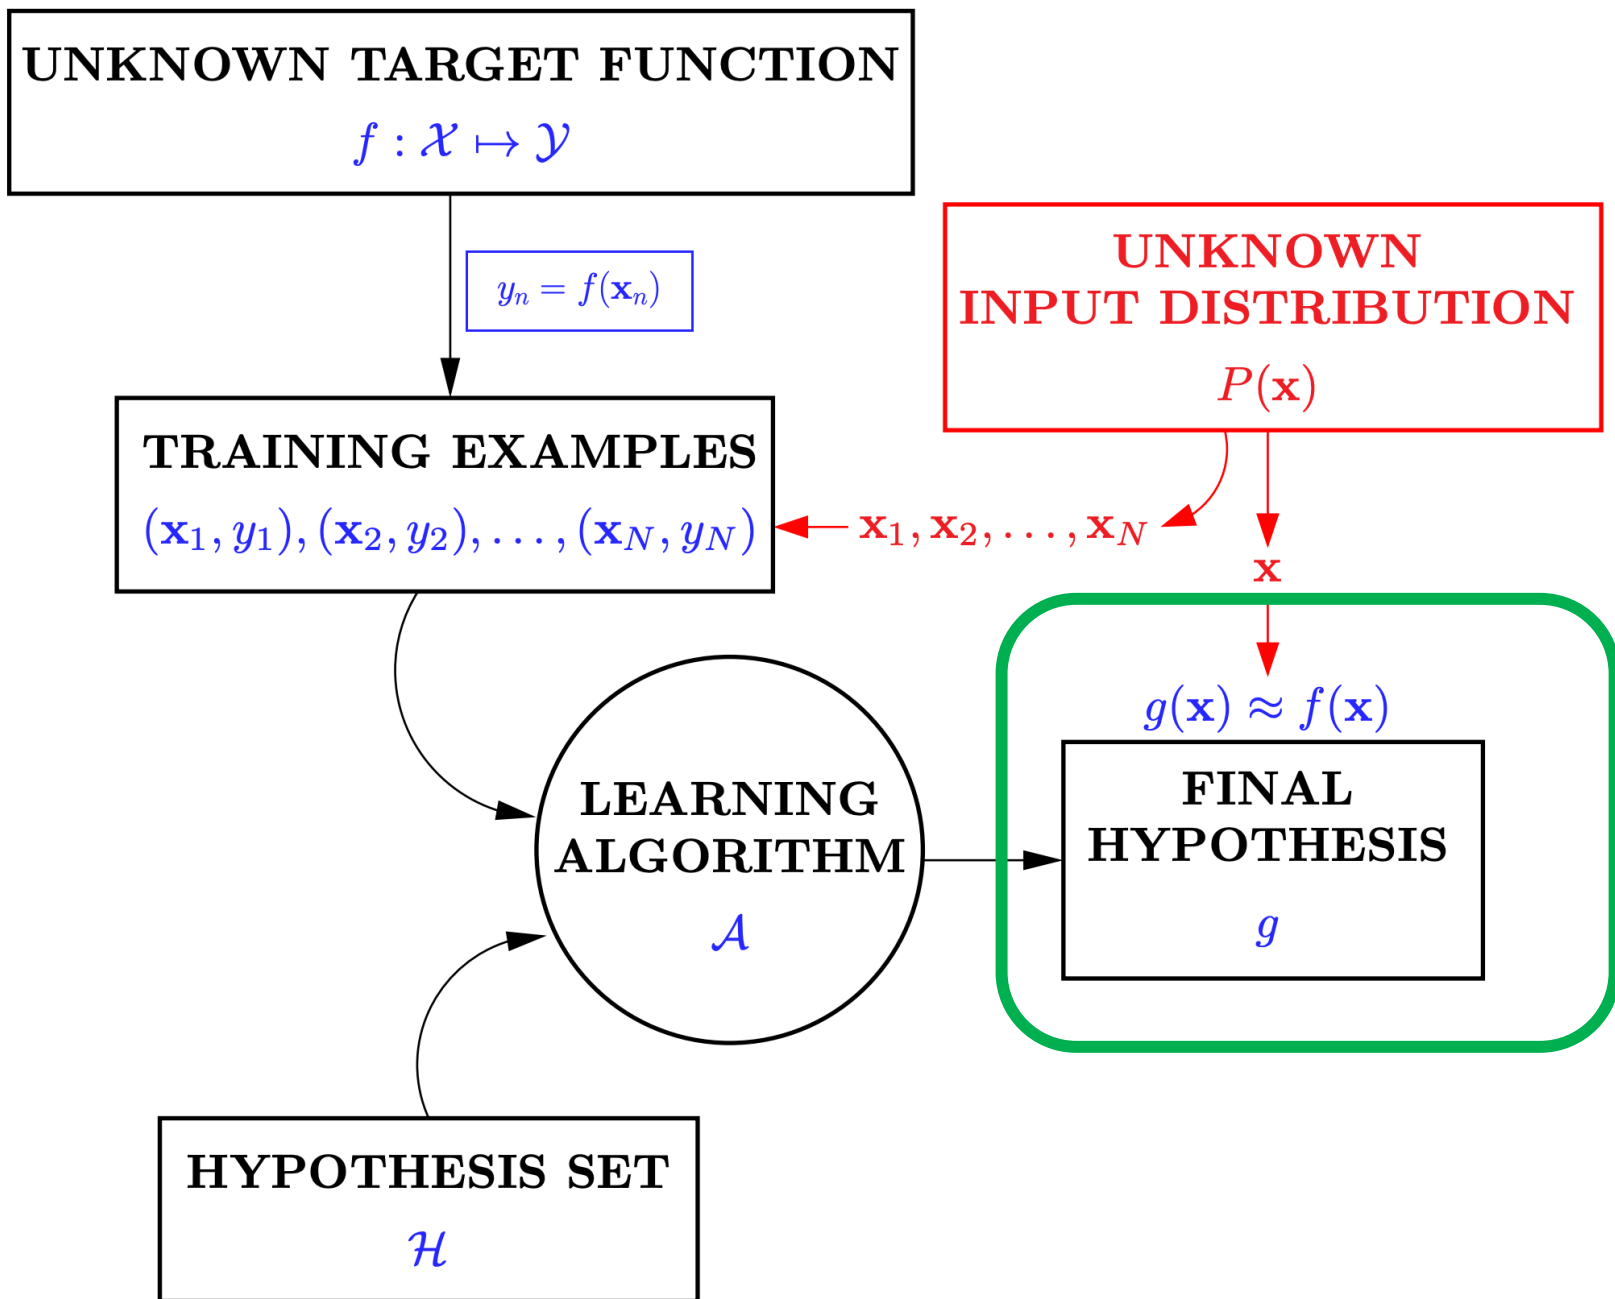 UNKNOWN TARGET FUNCTION
f : 𝒳 ↦ 𝒴
yₙ = f(𝐱ₙ)
UNKNOWN
INPUT DISTRIBUTION
P(𝐱)
TRAINING EXAMPLES
(𝐱₁, y₁), (𝐱₂, y₂), . . . , (𝐱_N, y_N)
𝐱₁, 𝐱₂, . . . , 𝐱_N
𝐱
g(𝐱) ≈ f(𝐱)
LEARNING
ALGORITHM
𝒜
FINAL
HYPOTHESIS
g
HYPOTHESIS SET
ℋ